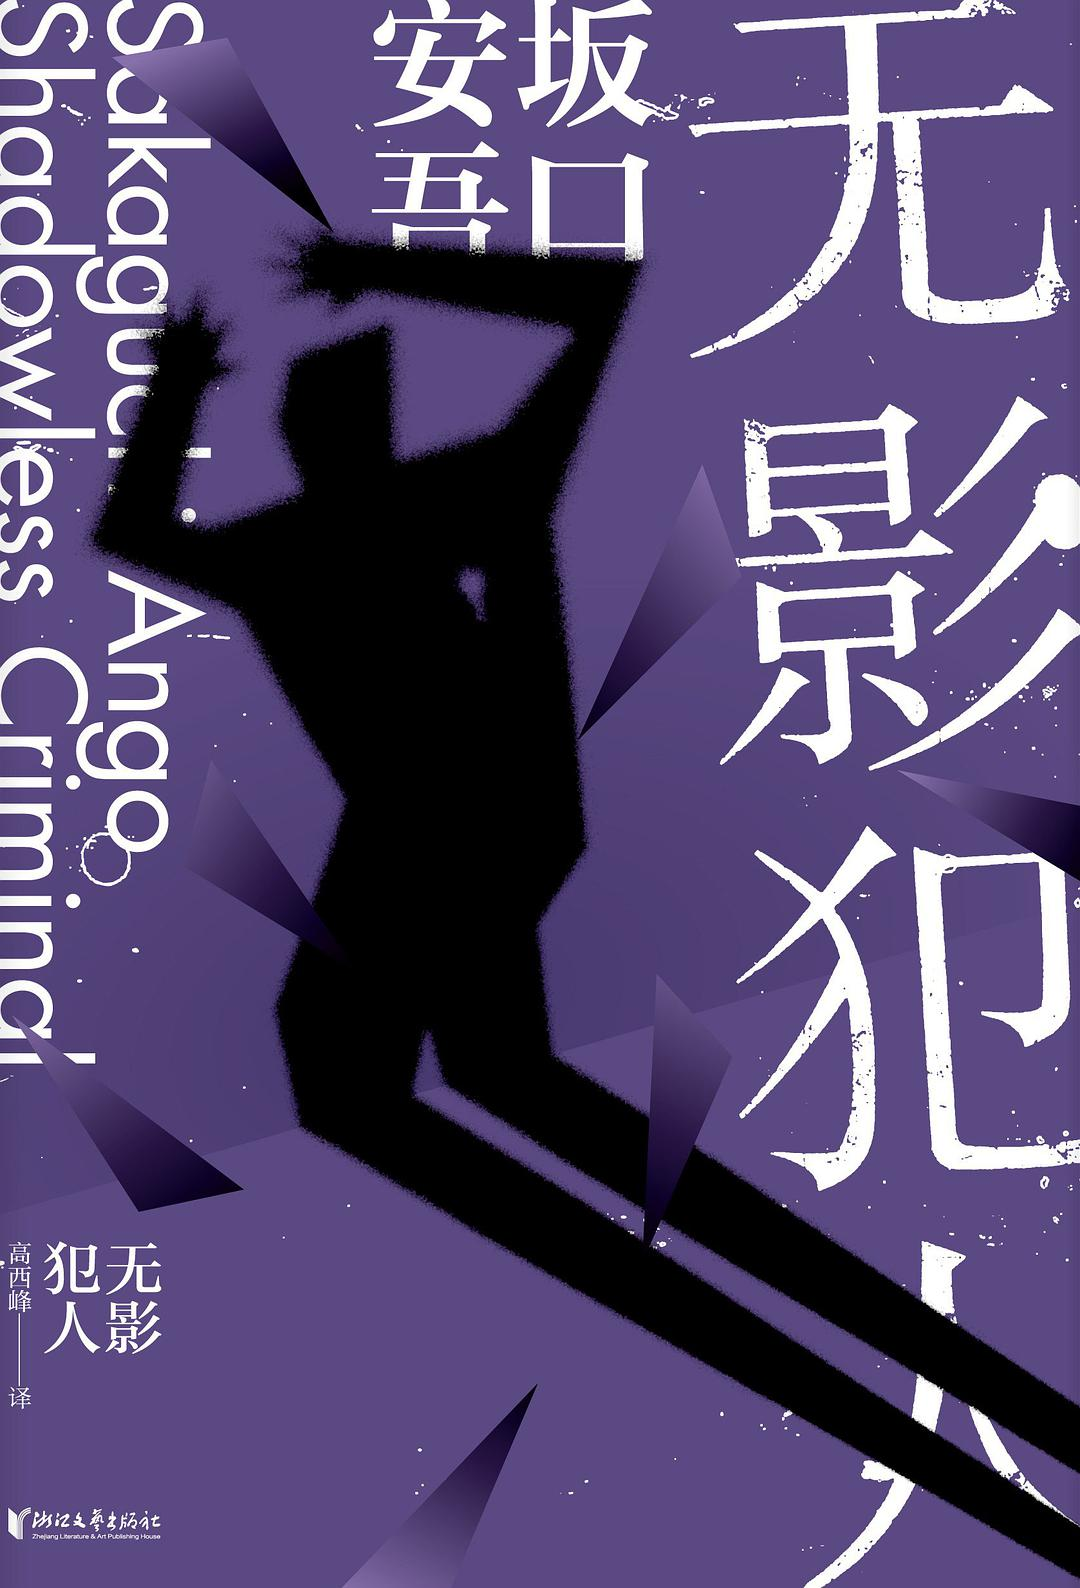 无影犯人
坂口
安吾
Sakaguchi Ango
Shadowless Criminal
无影
犯人
高西峰——译
浙江文艺出版社
Zhejiang Literature & Art Publishing House